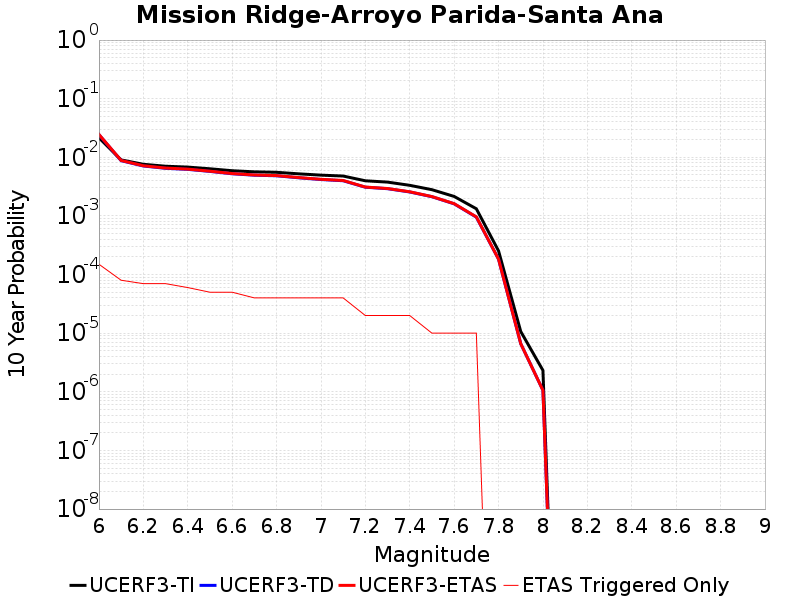 Mission Ridge-Arroyo Parida-Santa Ana
10^0
10^-1
10^-2
10^-3
10^-4
10^-5
10^-6
10^-7
10^-8
10 Year Probability
6 6.2 6.4 6.6 6.8 7 7.2 7.4 7.6 7.8 8 8.2 8.4 8.6 8.8 9
Magnitude
UCERF3-TI UCERF3-TD UCERF3-ETAS ETAS Triggered Only